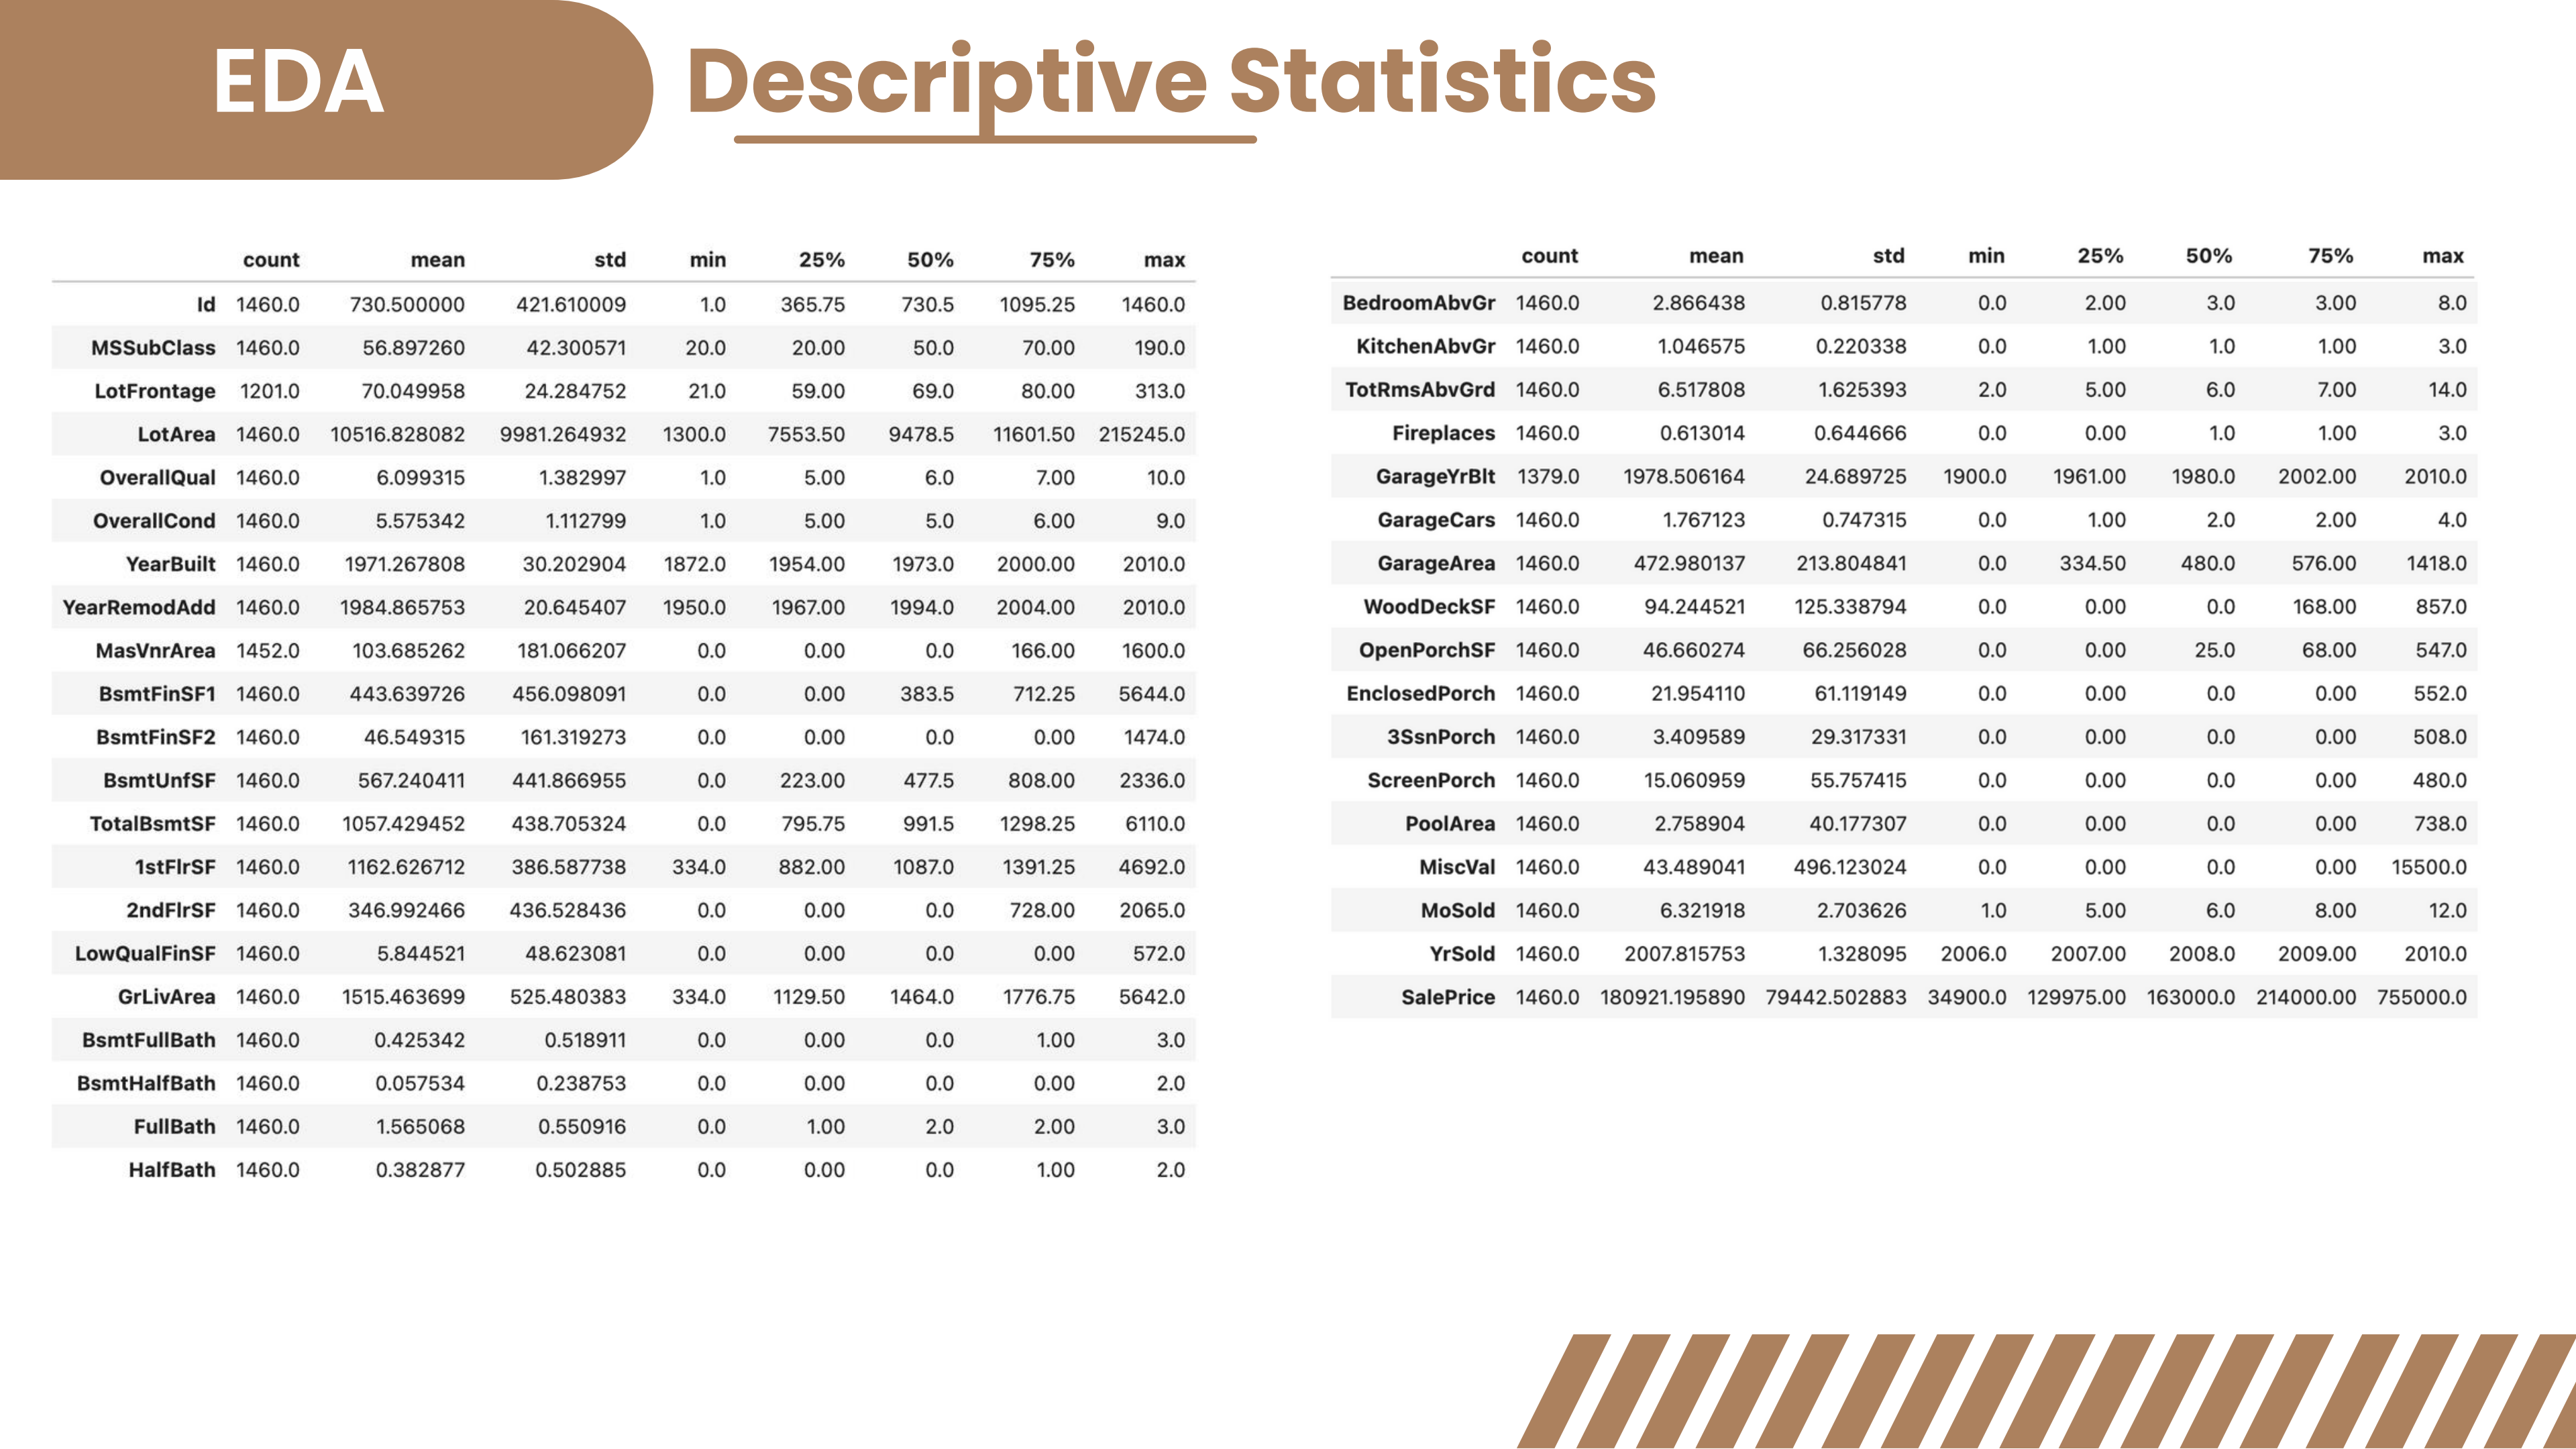 EDA
Descriptive Statistics
count mean std min 25% 50% 75% max
Id 1460.0 730.500000 421.610009 1.0 365.75 730.5 1095.25 1460.0
MSSubClass 1460.0 56.897260 42.300571 20.0 20.00 50.0 70.00 190.0
LotFrontage 1201.0 70.049958 24.284752 21.0 59.00 69.0 80.00 313.0
LotArea 1460.0 10516.828082 9981.264932 1300.0 7553.50 9478.5 11601.50 215245.0
OverallQual 1460.0 6.099315 1.382997 1.0 5.00 6.0 7.00 10.0
OverallCond 1460.0 5.575342 1.112799 1.0 5.00 5.0 6.00 9.0
YearBuilt 1460.0 1971.267808 30.202904 1872.0 1954.00 1973.0 2000.00 2010.0
YearRemodAdd 1460.0 1984.865753 20.645407 1950.0 1967.00 1994.0 2004.00 2010.0
MasVnrArea 1452.0 103.685262 181.066207 0.0 0.00 0.0 166.00 1600.0
BsmtFinSF1 1460.0 443.639726 456.098091 0.0 0.00 383.5 712.25 5644.0
BsmtFinSF2 1460.0 46.549315 161.319273 0.0 0.00 0.0 0.00 1474.0
BsmtUnfSF 1460.0 567.240411 441.866955 0.0 223.00 477.5 808.00 2336.0
TotalBsmtSF 1460.0 1057.429452 438.705324 0.0 795.75 991.5 1298.25 6110.0
1stFlrSF 1460.0 1162.626712 386.587738 334.0 882.00 1087.0 1391.25 4692.0
2ndFlrSF 1460.0 346.992466 436.528436 0.0 0.00 0.0 728.00 2065.0
LowQualFinSF 1460.0 5.844521 48.623081 0.0 0.00 0.0 0.00 572.0
GrLivArea 1460.0 1515.463699 525.480383 334.0 1129.50 1464.0 1776.75 5642.0
BsmtFullBath 1460.0 0.425342 0.518911 0.0 0.00 0.0 1.00 3.0
BsmtHalfBath 1460.0 0.057534 0.238753 0.0 0.00 0.0 0.00 2.0
FullBath 1460.0 1.565068 0.550916 0.0 1.00 2.0 2.00 3.0
HalfBath 1460.0 0.382877 0.502885 0.0 0.00 0.0 1.00 2.0
count mean std min 25% 50% 75% max
BedroomAbvGr 1460.0 2.866438 0.815778 0.0 2.00 3.0 3.00 8.0
KitchenAbvGr 1460.0 1.046575 0.220338 0.0 1.00 1.0 1.00 3.0
TotRmsAbvGrd 1460.0 6.517808 1.625393 2.0 5.00 6.0 7.00 14.0
Fireplaces 1460.0 0.613014 0.644666 0.0 0.00 1.0 1.00 3.0
GarageYrBlt 1379.0 1978.506164 24.689725 1900.0 1961.00 1980.0 2002.00 2010.0
GarageCars 1460.0 1.767123 0.747315 0.0 1.00 2.0 2.00 4.0
GarageArea 1460.0 472.980137 213.804841 0.0 334.50 480.0 576.00 1418.0
WoodDeckSF 1460.0 94.244521 125.338794 0.0 0.00 0.0 168.00 857.0
OpenPorchSF 1460.0 46.660274 66.256028 0.0 0.00 25.0 68.00 547.0
EnclosedPorch 1460.0 21.954110 61.119149 0.0 0.00 0.0 0.00 552.0
3SsnPorch 1460.0 3.409589 29.317331 0.0 0.00 0.0 0.00 508.0
ScreenPorch 1460.0 15.060959 55.757415 0.0 0.00 0.0 0.00 480.0
PoolArea 1460.0 2.758904 40.177307 0.0 0.00 0.0 0.00 738.0
MiscVal 1460.0 43.489041 496.123024 0.0 0.00 0.0 0.00 15500.0
MoSold 1460.0 6.321918 2.703626 1.0 5.00 6.0 8.00 12.0
YrSold 1460.0 2007.815753 1.328095 2006.0 2007.00 2008.0 2009.00 2010.0
SalePrice 1460.0 180921.195890 79442.502883 34900.0 129975.00 163000.0 214000.00 755000.0